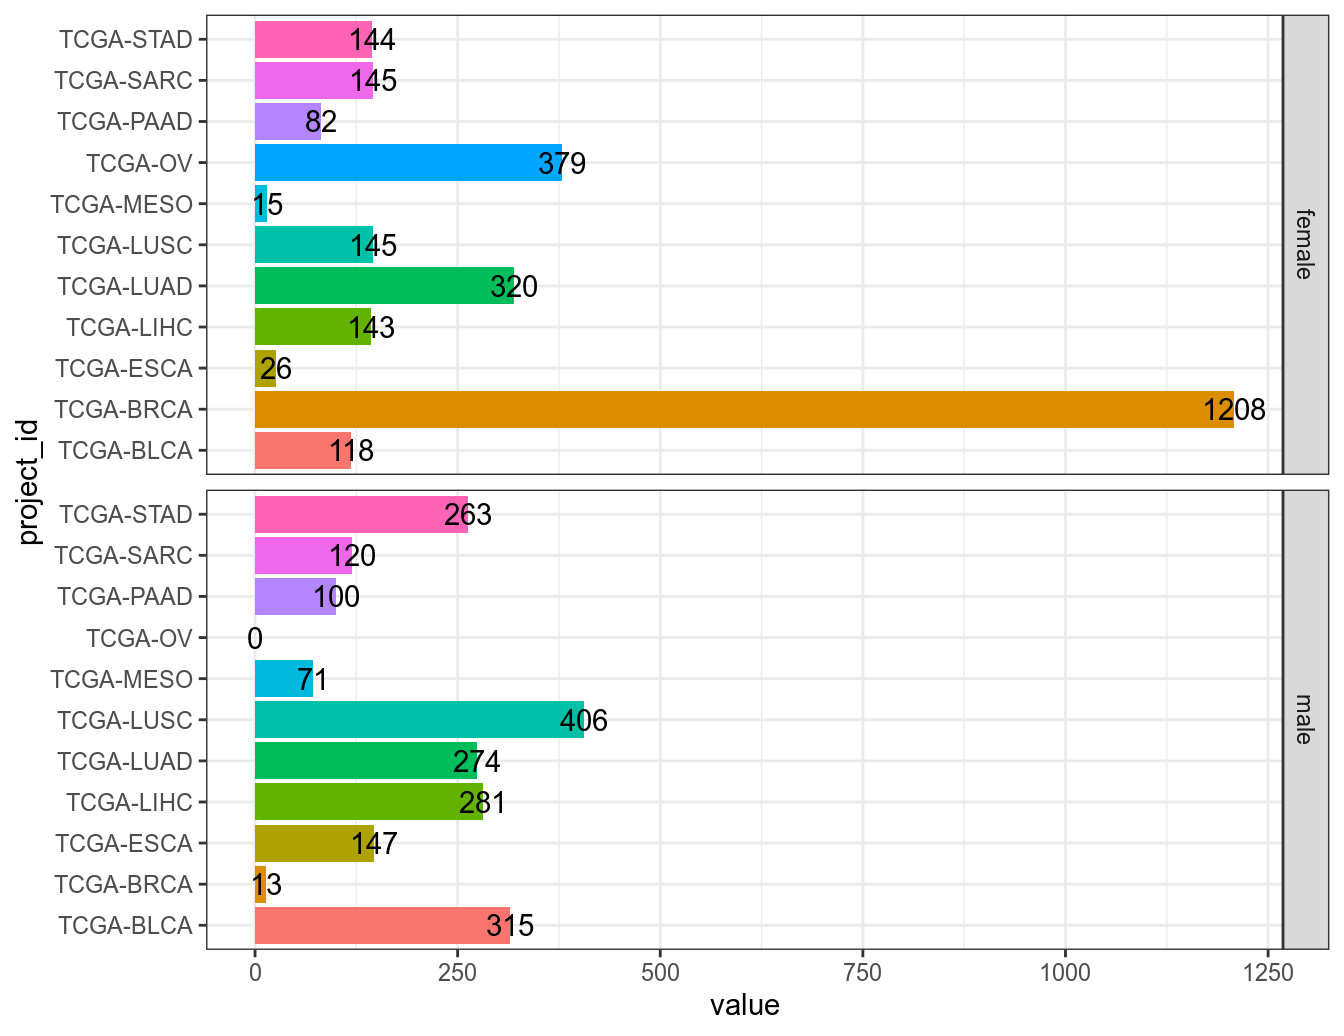 TCGA-STAD 144
TCGA-SARC 145
TCGA-PAAD 82
TCGA-OV 379
TCGA-MESO 15
TCGA-LUSC 145
TCGA-LUAD 320
TCGA-LIHC 143
TCGA-ESCA 26
TCGA-BRCA 1208
TCGA-BLCA 118
female
project_id
TCGA-STAD 263
TCGA-SARC 120
TCGA-PAAD 100
TCGA-OV 0
TCGA-MESO 71
TCGA-LUSC 406
TCGA-LUAD 274
TCGA-LIHC 281
TCGA-ESCA 147
TCGA-BRCA 13
TCGA-BLCA 315
male
0 250 500 750 1000 1250
value